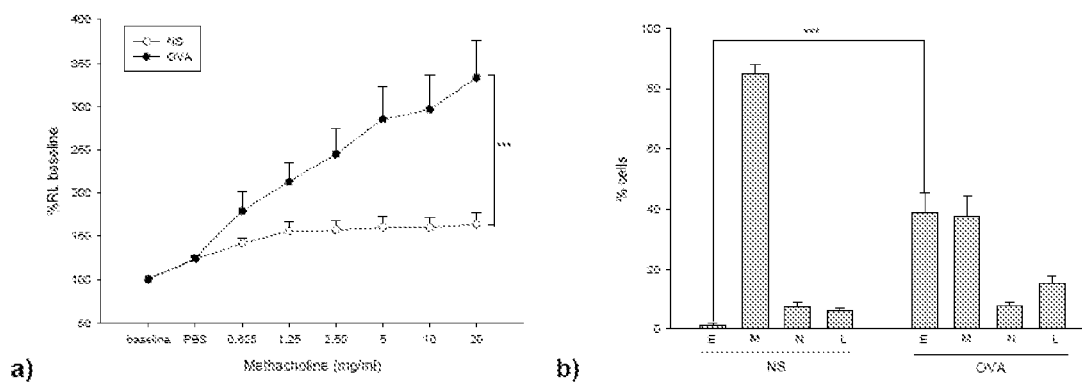 400
350
300
250
200
150
100
50
%RL baseline
NS
OVA
***
baseline PBS 0.625 1.25 2.50 5 10 20
Methacholine (mg/ml)
a)
100
80
60
40
20
0
% cells
***
E M N L E M N L
NS OVA
b)